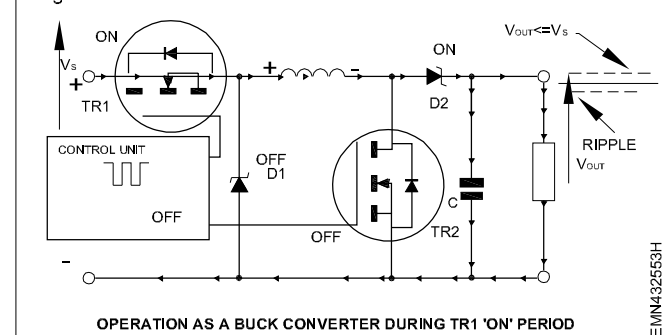 ON
VOUT<=VS
VS
+
+
-
ON
TR1
D2
CONTROL UNIT
OFF
D1
RIPPLE
VOUT
OFF
C
OFF
TR2
-
EMN432553H
OPERATION AS A BUCK CONVERTER DURING TR1 'ON' PERIOD